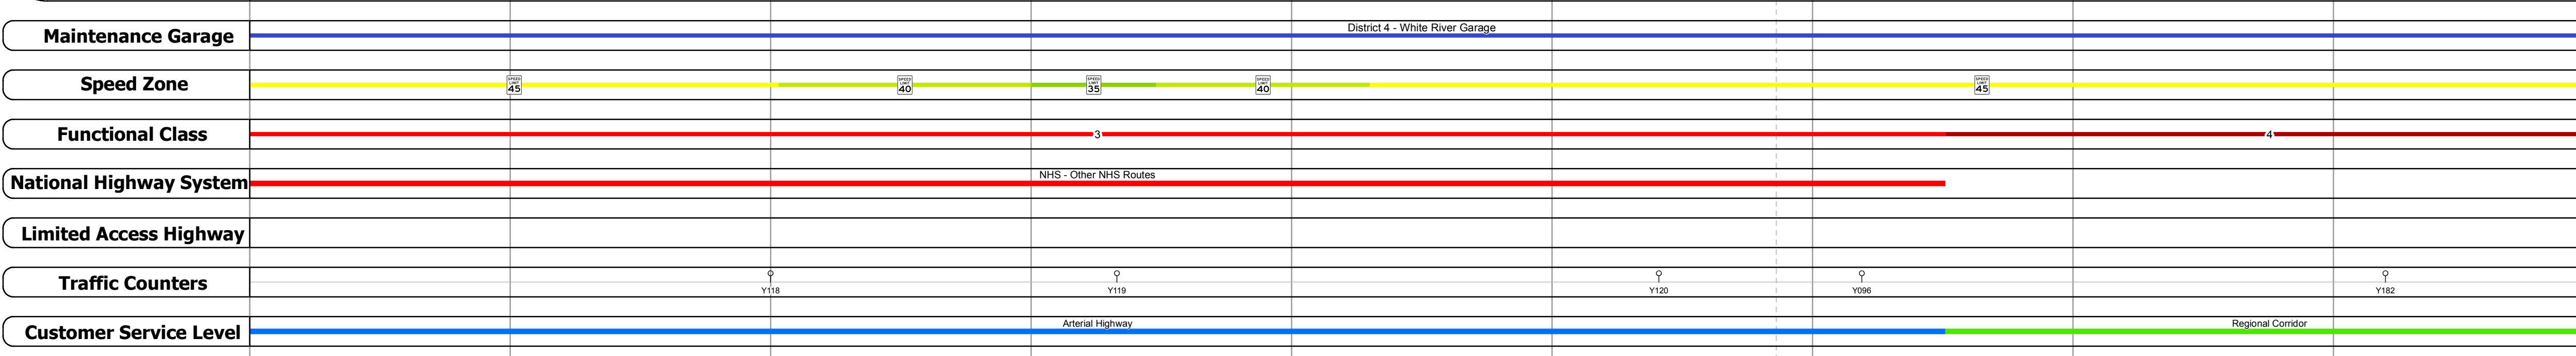 Maintenance Garage
District 4 - White River Garage
Speed Zone
SPEED LIMIT 45
SPEED LIMIT 40
SPEED LIMIT 35
SPEED LIMIT 40
SPEED LIMIT 45
Functional Class
3
4
National Highway System
NHS - Other NHS Routes
Limited Access Highway
Traffic Counters
Y118
Y119
Y120
Y096
Y182
Customer Service Level
Arterial Highway
Regional Corridor